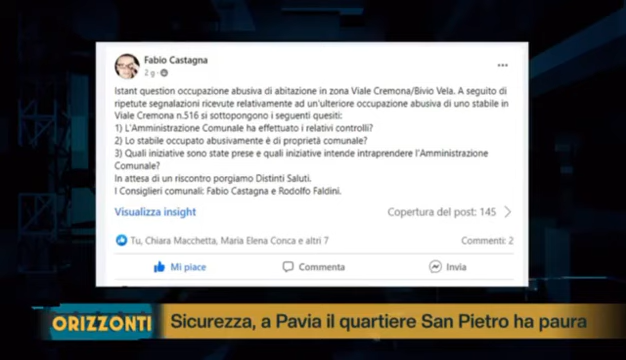 Fabio Castagna
2 g
Istant question occupazione abusiva di abitazione in zona Viale Cremona/Bivio Vela. A seguito di
ripetute segnalazioni ricevute relativamente ad un'ulteriore occupazione abusiva di uno stabile in
Viale Cremona n.516 si sottopongono i seguenti quesiti:
1) L'Amministrazione Comunale ha effettuato i relativi controlli?
2) Lo stabile occupato abusivamente è di proprietà comunale?
3) Quali iniziative sono state prese e quali iniziative intende intraprendere l'Amministrazione
Comunale?
In attesa di un riscontro porgiamo Distinti Saluti.
I Consiglieri comunali: Fabio Castagna e Rodolfo Faldini.
Visualizza insight Copertura del post: 145
Tu, Chiara Macchetta, Maria Elena Conca e altri 7 Commenti: 2
Mi piace Commenta Invia
ORIZZONTI Sicurezza, a Pavia il quartiere San Pietro ha paura